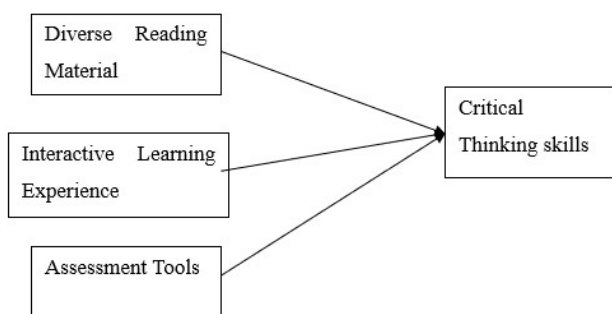 Diverse Reading
Material
Interactive Learning
Experience
Assessment Tools
Critical
Thinking skills